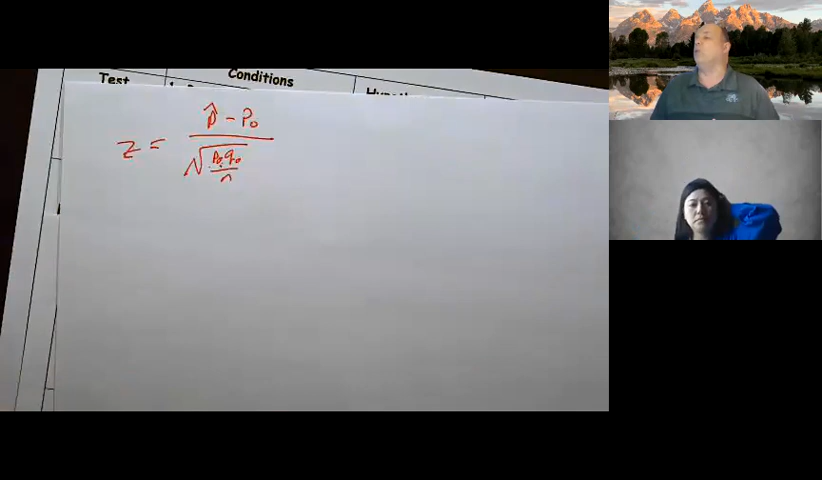 Test
Conditions
z = (p̂ - p₀) / √(p₀q₀/n)